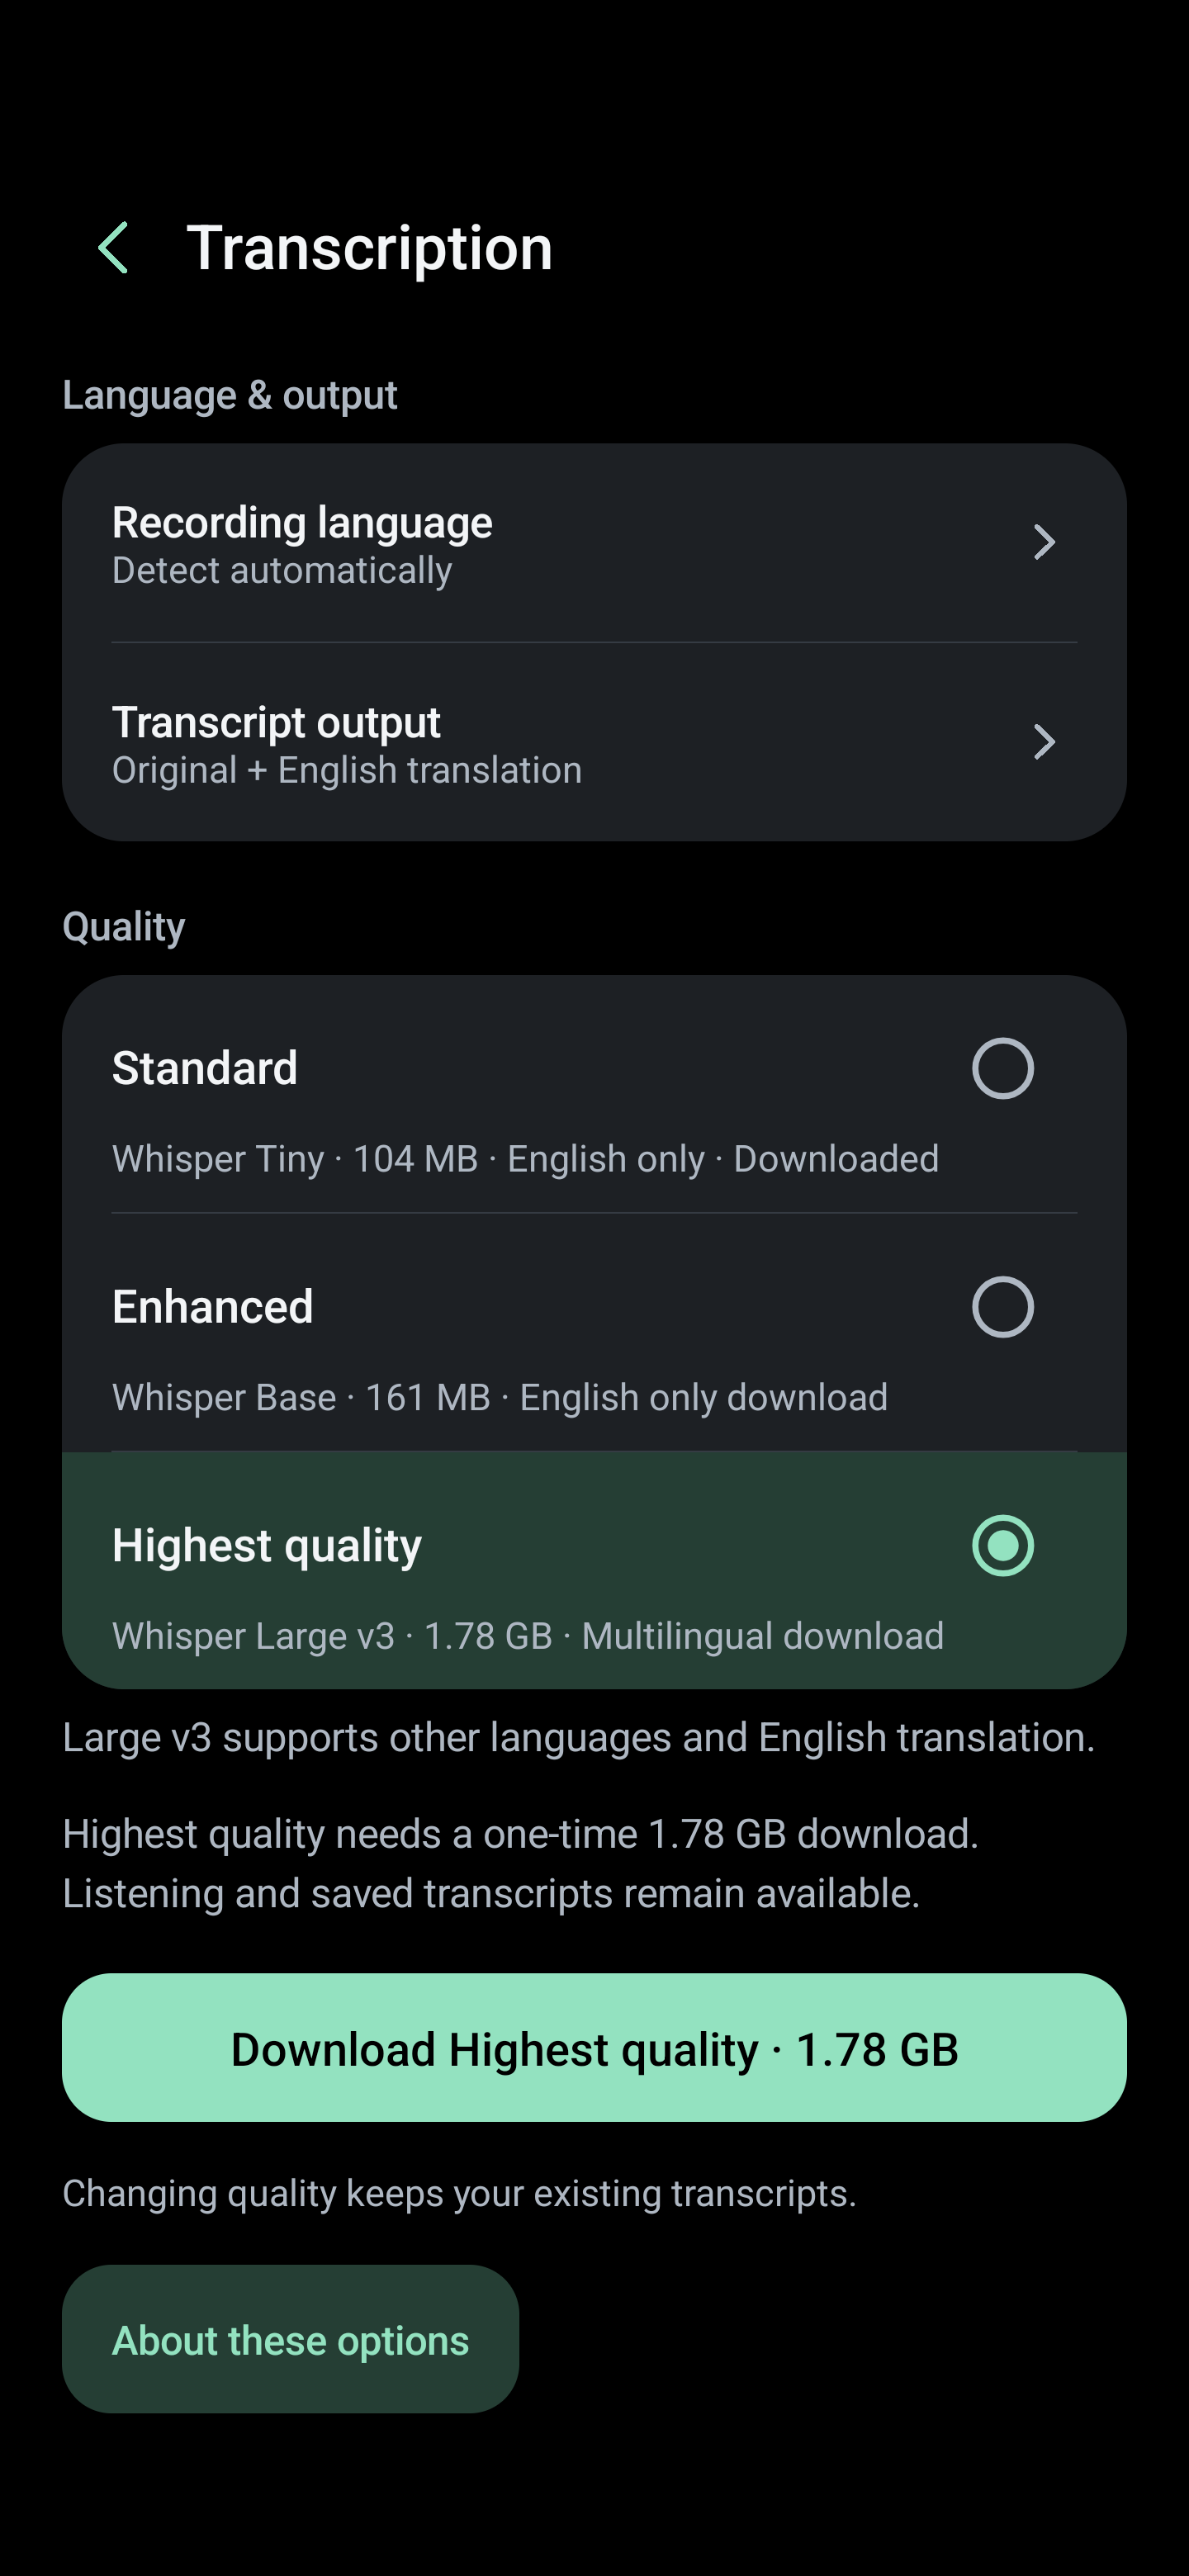 Transcription
Language & output
Recording language
Detect automatically
Transcript output
Original + English translation
Quality
Standard
Whisper Tiny · 104 MB · English only · Downloaded
Enhanced
Whisper Base · 161 MB · English only download
Highest quality
Whisper Large v3 · 1.78 GB · Multilingual download
Large v3 supports other languages and English translation.
Highest quality needs a one-time 1.78 GB download.
Listening and saved transcripts remain available.
Download Highest quality · 1.78 GB
Changing quality keeps your existing transcripts.
About these options